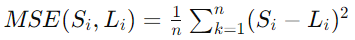 MSE(S_i, L_i) = \frac{1}{n} \sum_{k=1}^{n} (S_i - L_i)^2